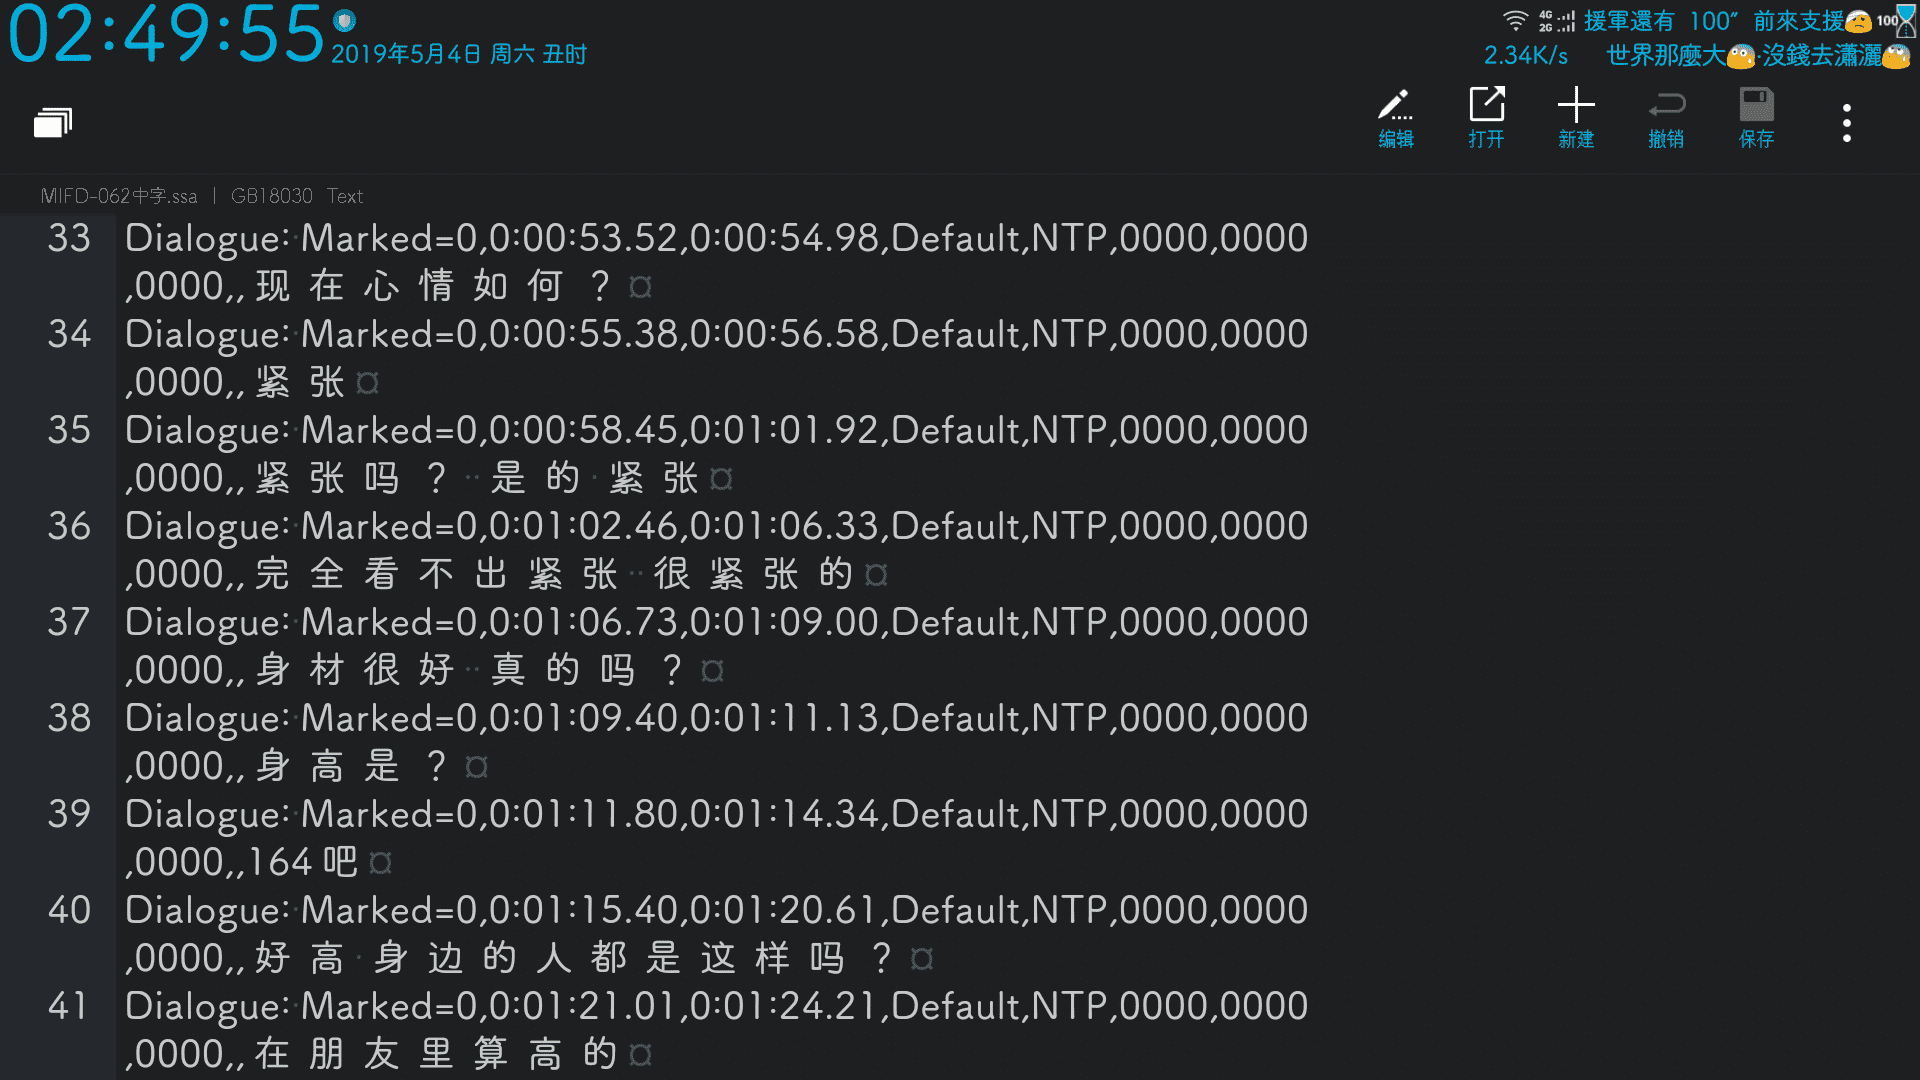 02:49:55
2019年5月4日 周六 丑时
4G
2G
援軍還有 100″ 前來支援
100
2.34K/s 世界那麼大 沒錢去瀟灑
编辑 打开 新建 撤销 保存
MIFD-062中字.ssa | GB18030 Text
33 Dialogue: Marked=0,0:00:53.52,0:00:54.98,Default,NTP,0000,0000
,0000,,现在心情如何？
34 Dialogue: Marked=0,0:00:55.38,0:00:56.58,Default,NTP,0000,0000
,0000,,紧张
35 Dialogue: Marked=0,0:00:58.45,0:01:01.92,Default,NTP,0000,0000
,0000,,紧张吗？  是的 紧张
36 Dialogue: Marked=0,0:01:02.46,0:01:06.33,Default,NTP,0000,0000
,0000,,完全看不出紧张  很紧张的
37 Dialogue: Marked=0,0:01:06.73,0:01:09.00,Default,NTP,0000,0000
,0000,,身材很好  真的吗？
38 Dialogue: Marked=0,0:01:09.40,0:01:11.13,Default,NTP,0000,0000
,0000,,身高是？
39 Dialogue: Marked=0,0:01:11.80,0:01:14.34,Default,NTP,0000,0000
,0000,,164吧
40 Dialogue: Marked=0,0:01:15.40,0:01:20.61,Default,NTP,0000,0000
,0000,,好高 身边的人都是这样吗？
41 Dialogue: Marked=0,0:01:21.01,0:01:24.21,Default,NTP,0000,0000
,0000,,在朋友里算高的